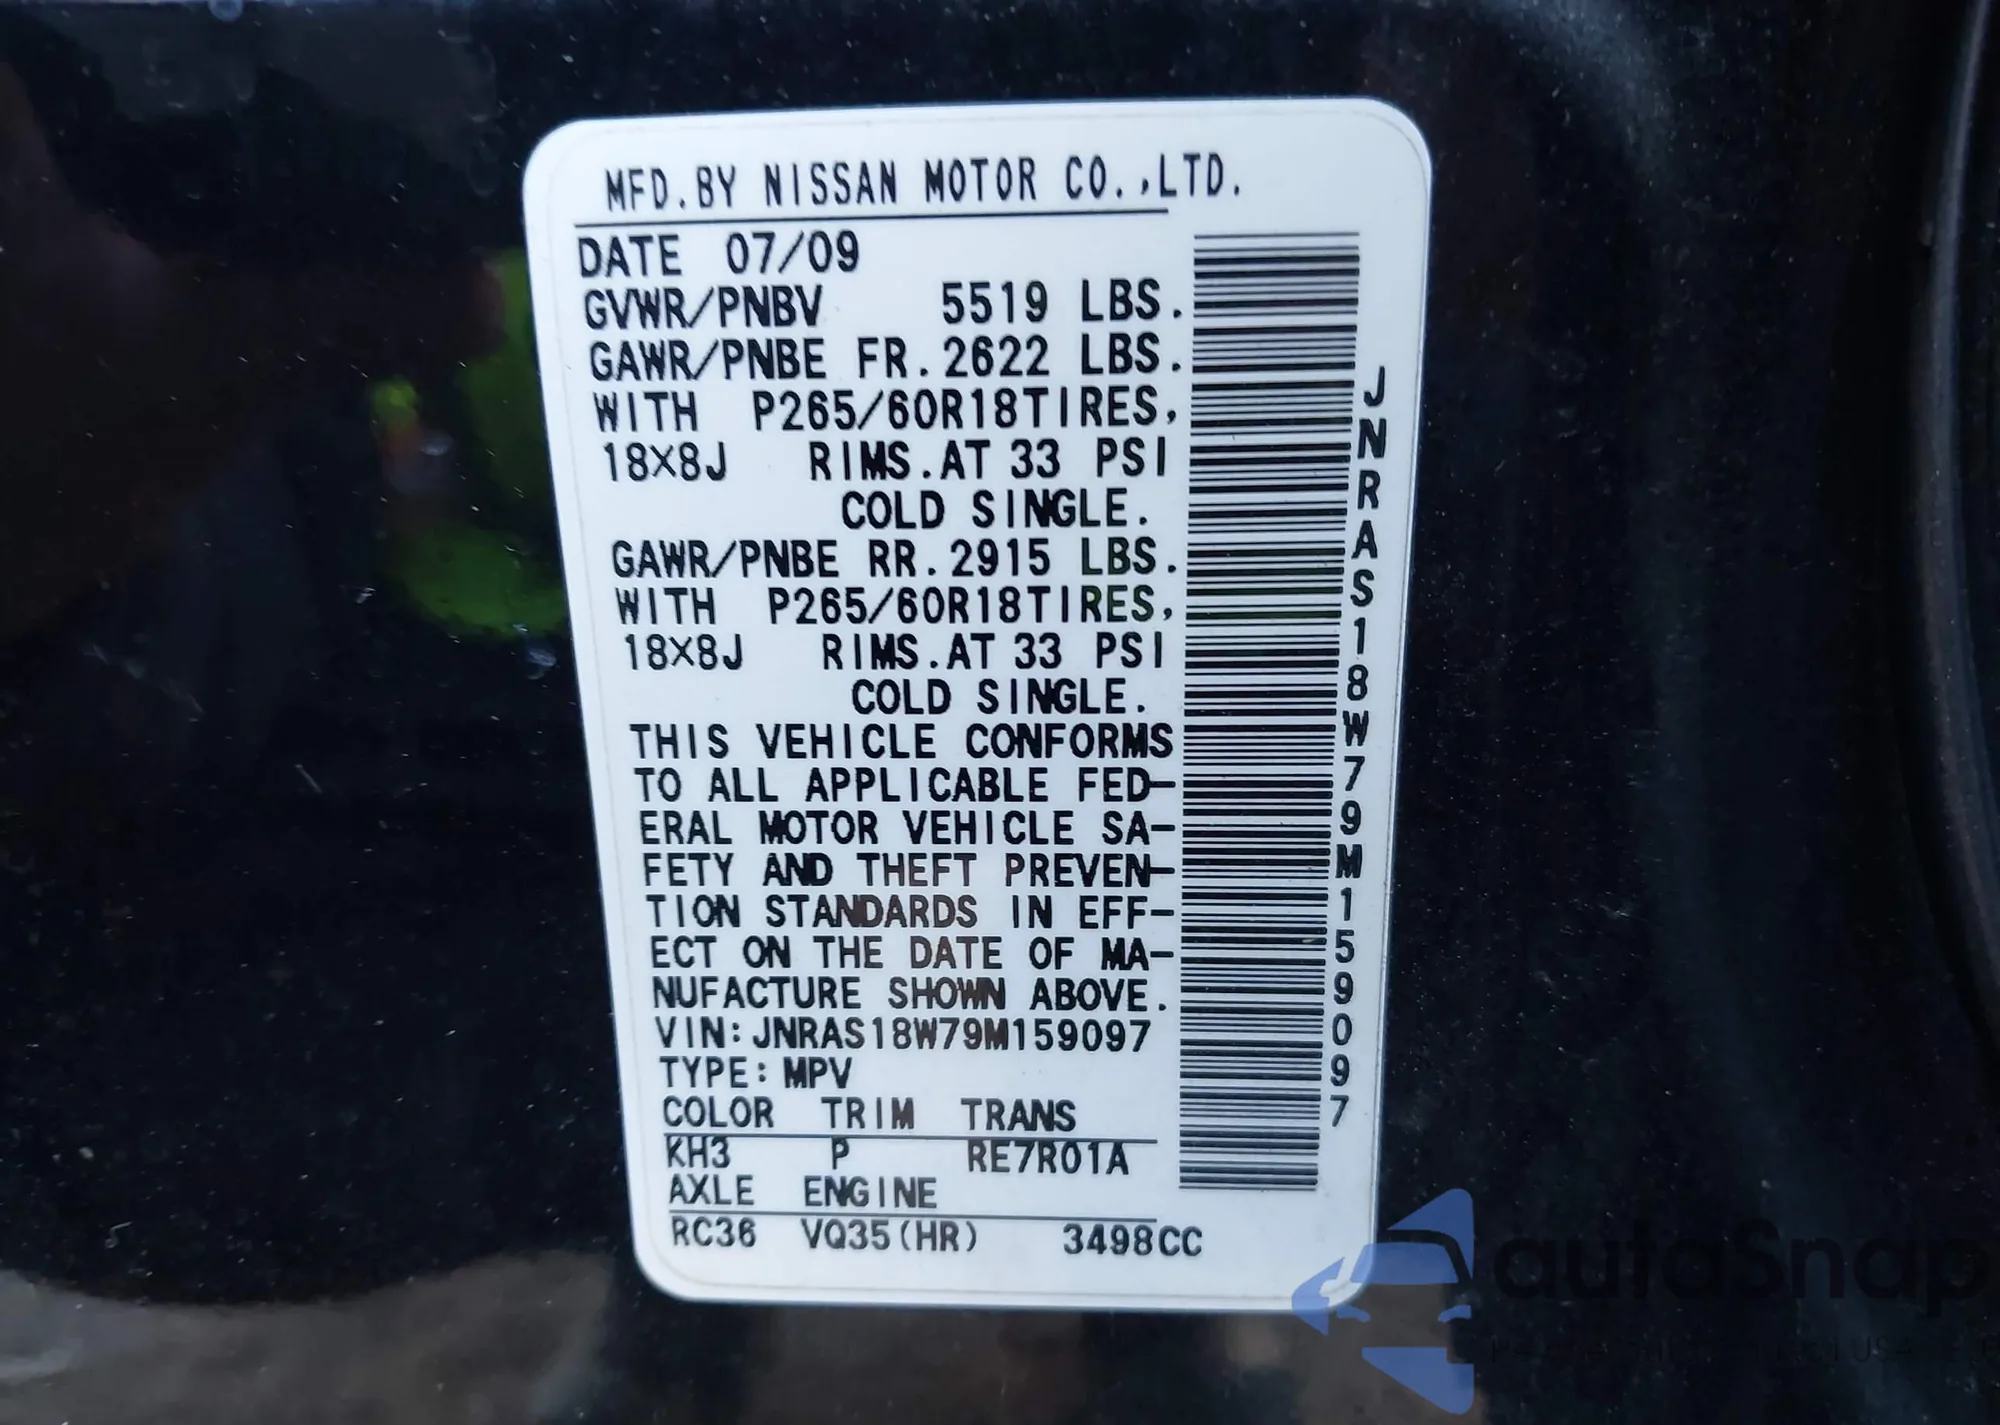 MFD.BY NISSAN MOTOR CO.,LTD.
DATE 07/09
GVWR/PNBV 5519 LBS.
GAWR/PNBE FR.2622 LBS.
WITH P265/60R18TIRES,
18X8J RIMS.AT 33 PSI
COLD SINGLE.
GAWR/PNBE RR.2915 LBS.
WITH P265/60R18TIRES,
18X8J RIMS.AT 33 PSI
COLD SINGLE.
THIS VEHICLE CONFORMS
TO ALL APPLICABLE FED-
ERAL MOTOR VEHICLE SA-
FETY AND THEFT PREVEN-
TION STANDARDS IN EFF-
ECT ON THE DATE OF MA-
NUFACTURE SHOWN ABOVE.
VIN:JNRAS18W79M159097
TYPE:MPV
COLOR TRIM TRANS
KH3 P RE7R01A
AXLE ENGINE
RC36 VQ35(HR) 3498CC
JNRAS18W79M159097
autoSnap